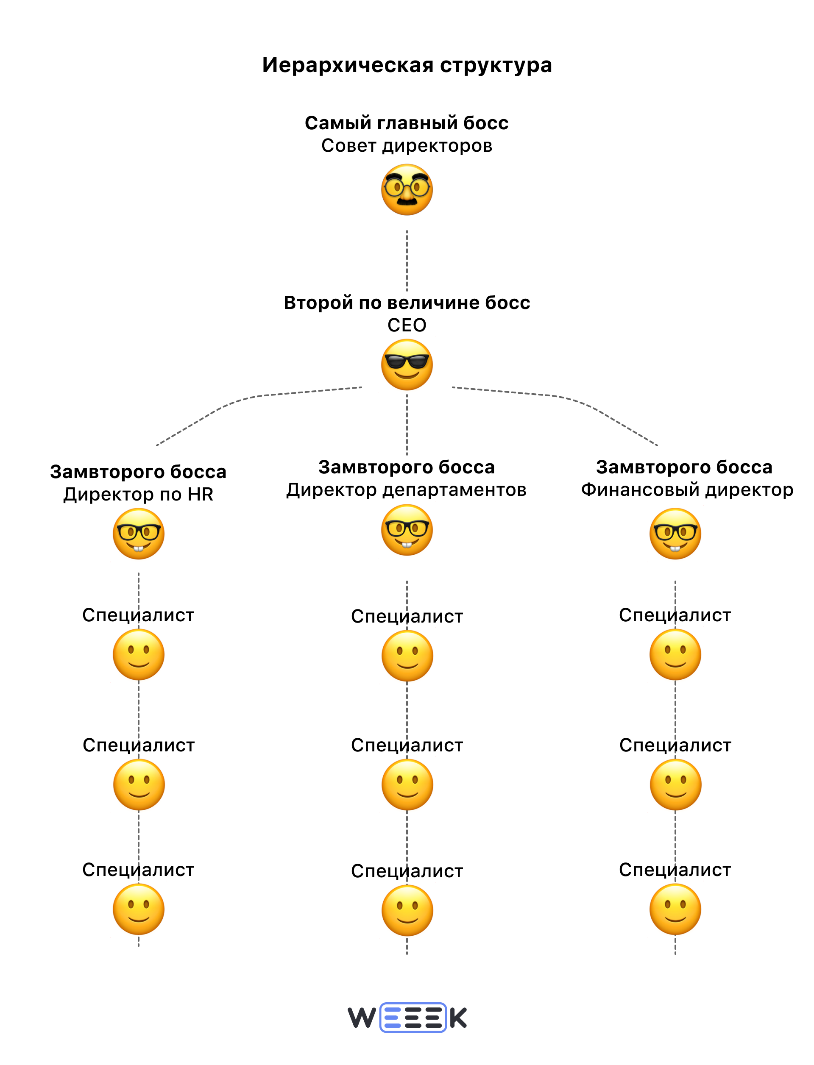 Иерархическая структура
Самый главный босс
Совет директоров
Второй по величине босс
CEO
Замвторого босса
Директор по HR
Замвторого босса
Директор департаментов
Замвторого босса
Финансовый директор
Специалист
Специалист
Специалист
Специалист
Специалист
Специалист
Специалист
Специалист
Специалист
WEEEK